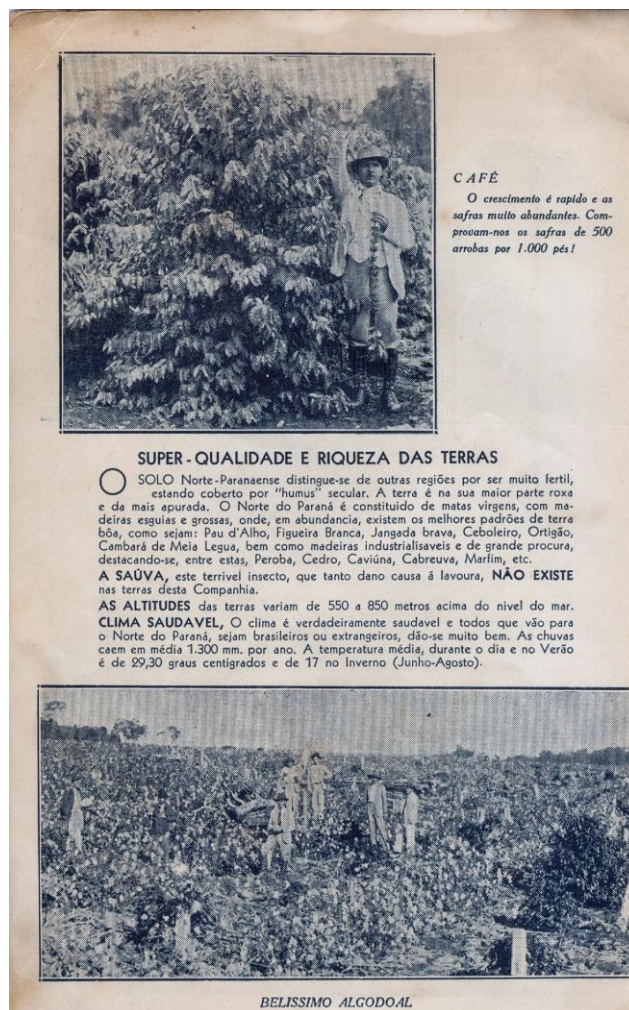 CAFÉ
O crescimento é rapido e as
safras muito abundantes. Com-
provam-nos os safras de 500
arrobas por 1.000 pés!
SUPER-QUALIDADE E RIQUEZA DAS TERRAS
O SOLO Norte-Paranaense distingue-se de outras regiões por ser muito fertil,
estando coberto por "humus" secular. A terra é na sua maior parte roxa
e da mais apurada. O Norte do Paraná é constituido de matas virgens, com ma-
deiras esguias e grossas, onde, em abundancia, existem os melhores padrões de terra
bôa, como sejam: Pau d'Alho, Figueira Branca, Jangada brava, Ceboleiro, Ortigão,
Cambará de Meia Legua, bem como madeiras industrialisaveis e de grande procura,
destacando-se, entre estas, Peroba, Cedro, Caviúna, Cabreuva, Marfim, etc.
A SAÚVA, este terrivel insecto, que tanto dano causa á lavoura, NÃO EXISTE
nas terras desta Companhia.
AS ALTITUDES das terras variam de 550 a 850 metros acima do nivel do mar.
CLIMA SAUDAVEL, O clima é verdadeiramente saudavel e todos que vão para
o Norte do Paraná, sejam brasileiros ou extrangeiros, dão-se muito bem. As chuvas
caem em média 1.300 mm. por ano. A temperatura média, durante o dia e no Verão
é de 29,30 graus centigrados e de 17 no Inverno (Junho-Agosto).
BELISSIMO ALGODOAL